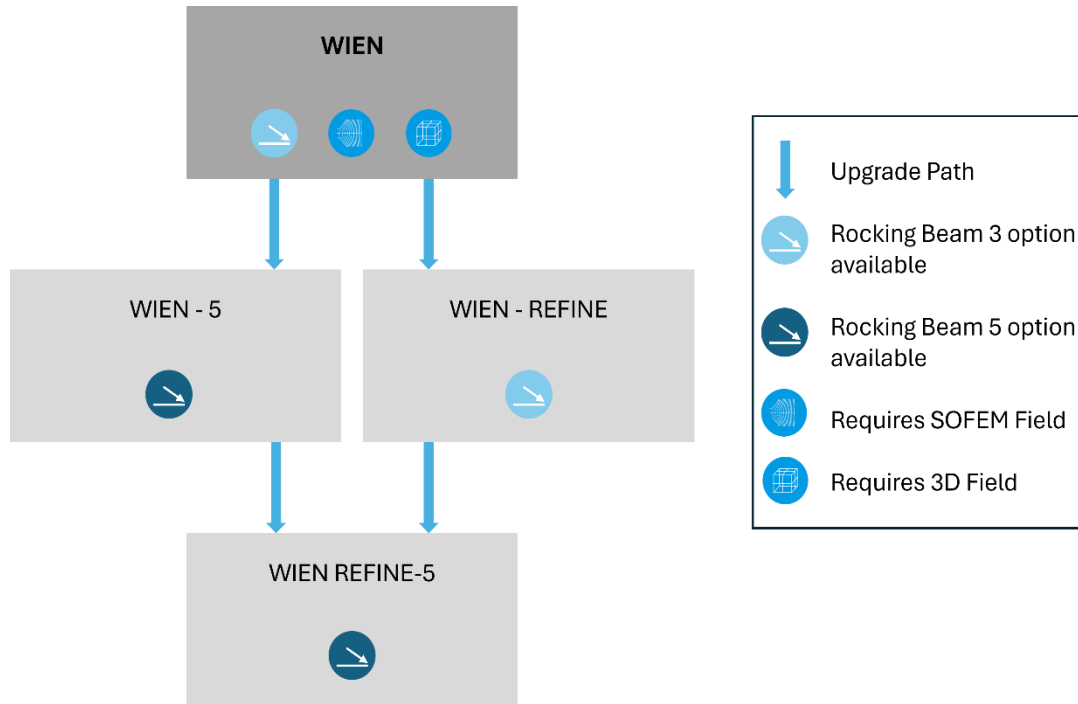 WIEN
WIEN - 5
WIEN - REFINE
WIEN REFINE-5
Upgrade Path
Rocking Beam 3 option
available
Rocking Beam 5 option
available
Requires SOFEM Field
Requires 3D Field